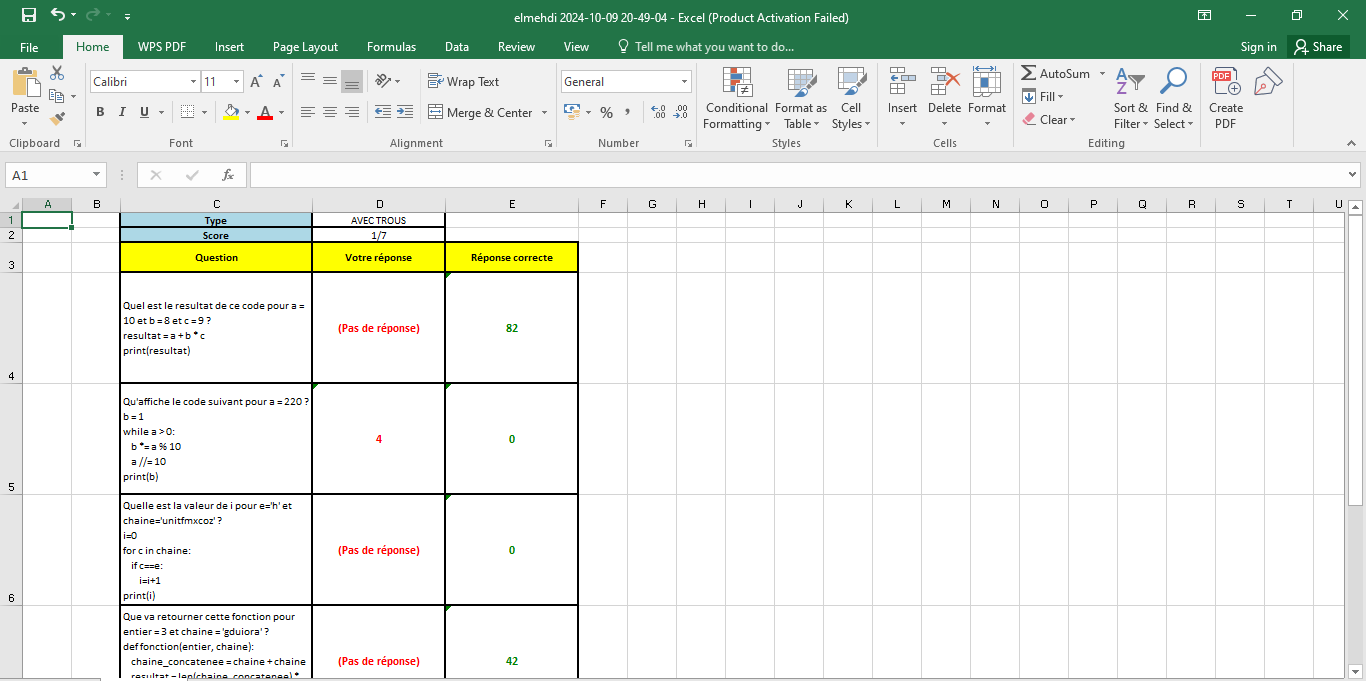 elmehdi 2024-10-09 20-49-04 - Excel (Product Activation Failed)
File Home WPS PDF Insert Page Layout Formulas Data Review View Tell me what you want to do... Sign in Share
Paste
Clipboard
Calibri 11
B I U
Font
Wrap Text
Merge & Center
Alignment
General
%
Number
Conditional Formatting
Format as Table
Cell Styles
Styles
Insert Delete Format
Cells
AutoSum
Fill
Clear
Sort & Filter
Find & Select
Editing
Create PDF
A1 fx
A B C D E F G H I J K L M N O P Q R S T U
1 Type AVEC TROUS
2 Score 1/7
3 Question Votre réponse Réponse correcte
4
Quel est le resultat de ce code pour a =
10 et b = 8 et c = 9 ?
resultat = a + b * c
print(resultat)
(Pas de réponse) 82
5
Qu'affiche le code suivant pour a = 220 ?
b = 1
while a > 0:
b *= a % 10
a //= 10
print(b)
4 0
6
Quelle est la valeur de i pour e='h' et
chaine='unitfmxcoz' ?
i=0
for c in chaine:
if c==e:
i=i+1
print(i)
(Pas de réponse) 0
Que va retourner cette fonction pour
entier = 3 et chaine = 'gduiora' ?
def fonction(entier, chaine):
chaine_concatenee = chaine + chaine
resultat = len(chaine_concatenee) *
(Pas de réponse) 42